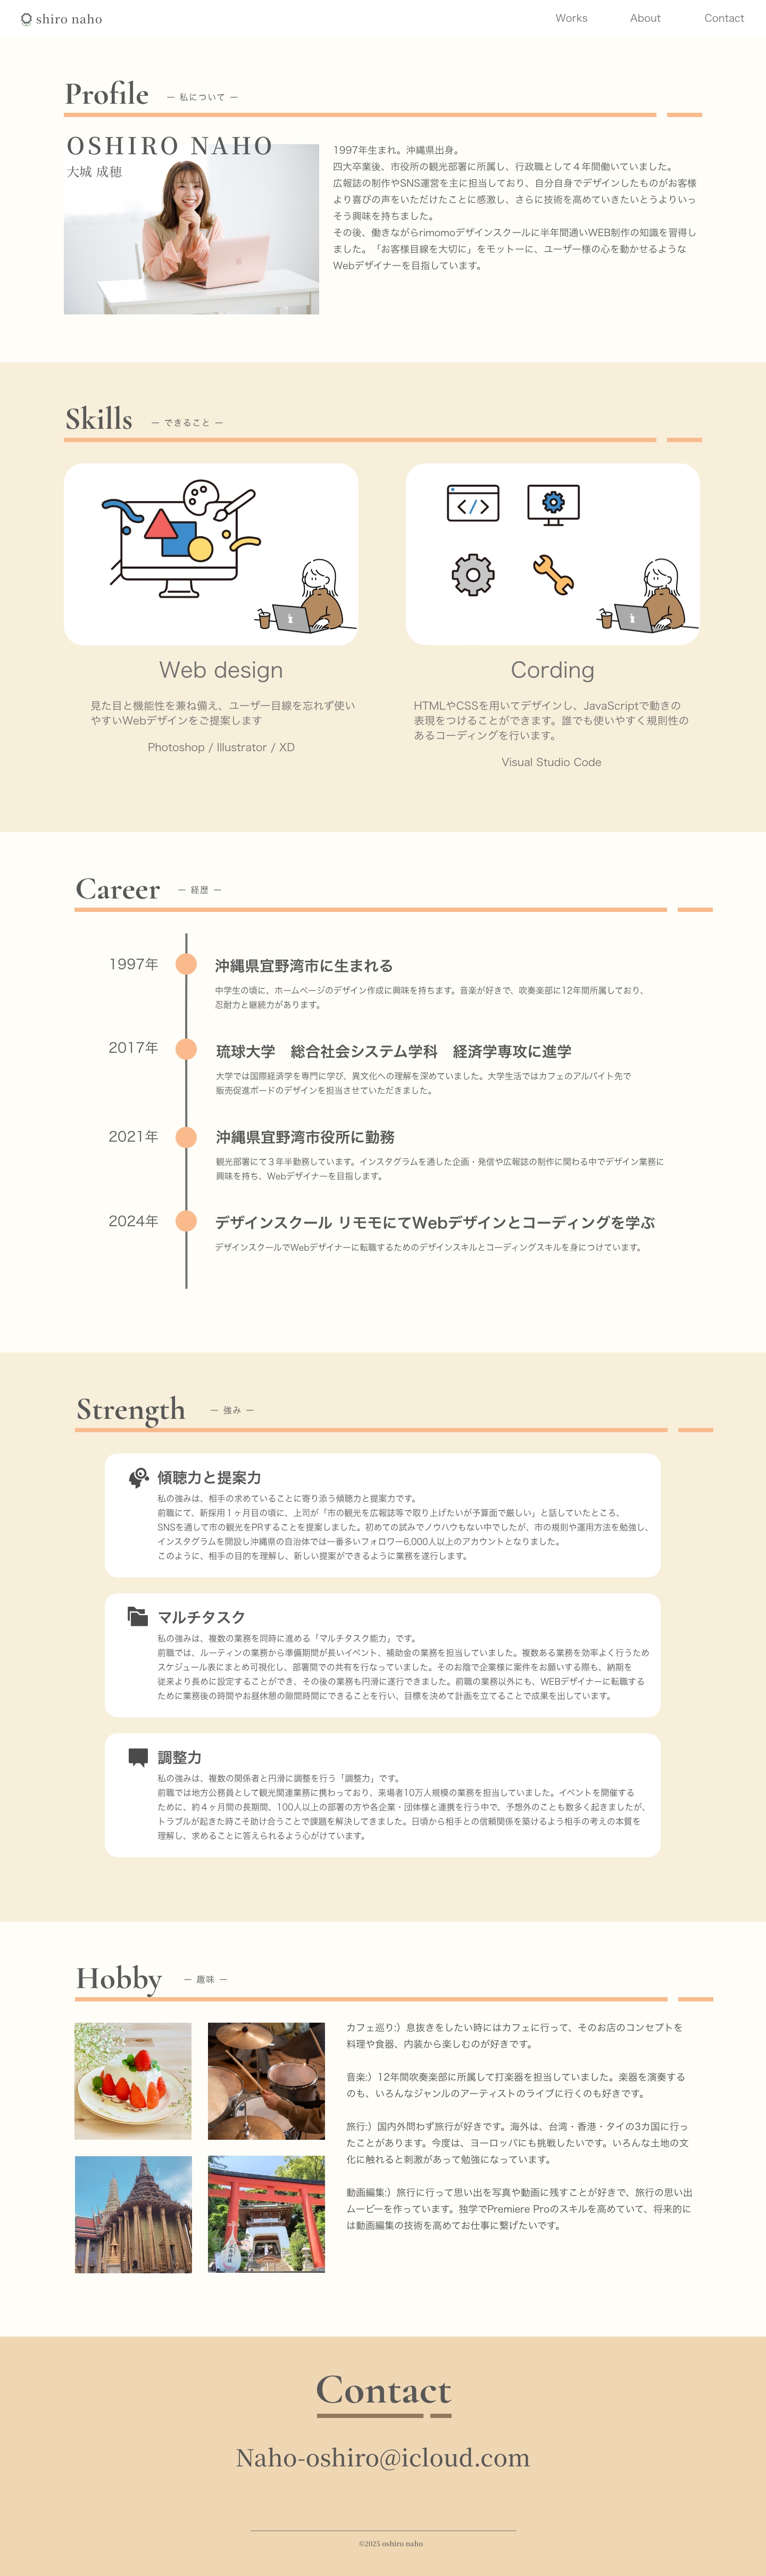 shiro naho
Works
About
Contact
Profile
ー 私について ー
OSHIRO NAHO
大城 成穂
1997年生まれ。沖縄県出身。
四大卒業後、市役所の観光部署に所属し、行政職として４年間働いていました。
広報誌の制作やSNS運営を主に担当しており、自分自身でデザインしたものがお客様
より喜びの声をいただけたことに感激し、さらに技術を高めていきたいとうよりいっ
そう興味を持ちました。
その後、働きながらrimomoデザインスクールに半年間通いWEB制作の知識を習得し
ました。「お客様目線を大切に」をモットーに、ユーザー様の心を動かせるような
Webデザイナーを目指しています。
Skills
ー できること ー
Web design
見た目と機能性を兼ね備え、ユーザー目線を忘れず使い
やすいWebデザインをご提案します
Photoshop / Illustrator / XD
Cording
HTMLやCSSを用いてデザインし、JavaScriptで動きの
表現をつけることができます。誰でも使いやすく規則性の
あるコーディングを行います。
Visual Studio Code
Career
ー 経歴 ー
1997年
沖縄県宜野湾市に生まれる
中学生の頃に、ホームページのデザイン作成に興味を持ちます。音楽が好きで、吹奏楽部に12年間所属しており、
忍耐力と継続力があります。
2017年
琉球大学　総合社会システム学科　経済学専攻に進学
大学では国際経済学を専門に学び、異文化への理解を深めていました。大学生活ではカフェのアルバイト先で
販売促進ボードのデザインを担当させていただきました。
2021年
沖縄県宜野湾市役所に勤務
観光部署にて３年半勤務しています。インスタグラムを通した企画・発信や広報誌の制作に関わる中でデザイン業務に
興味を持ち、Webデザイナーを目指します。
2024年
デザインスクール リモモにてWebデザインとコーディングを学ぶ
デザインスクールでWebデザイナーに転職するためのデザインスキルとコーディングスキルを身につけています。
Strength
ー 強み ー
傾聴力と提案力
私の強みは、相手の求めていることに寄り添う傾聴力と提案力です。
前職にて、新採用１ヶ月目の頃に、上司が「市の観光を広報誌等で取り上げたいが予算面で厳しい」と話していたところ、
SNSを通して市の観光をPRすることを提案しました。初めての試みでノウハウもない中でしたが、市の規則や運用方法を勉強し、
インスタグラムを開設し沖縄県の自治体では一番多いフォロワー6,000人以上のアカウントとなりました。
このように、相手の目的を理解し、新しい提案ができるように業務を遂行します。
マルチタスク
私の強みは、複数の業務を同時に進める「マルチタスク能力」です。
前職では、ルーティンの業務から準備期間が長いイベント、補助金の業務を担当していました。複数ある業務を効率よく行うため
スケジュール表にまとめ可視化し、部署間での共有を行なっていました。そのお陰で企業様に案件をお願いする際も、納期を
従来より長めに設定することができ、その後の業務も円滑に遂行できました。前職の業務以外にも、WEBデザイナーに転職する
ために業務後の時間やお昼休憩の隙間時間にできることを行い、目標を決めて計画を立てることで成果を出しています。
調整力
私の強みは、複数の関係者と円滑に調整を行う「調整力」です。
前職では地方公務員として観光関連業務に携わっており、来場者10万人規模の業務を担当していました。イベントを開催する
ために、約４ヶ月間の長期間、100人以上の部署の方や各企業・団体様と連携を行う中で、予想外のことも数多く起きましたが、
トラブルが起きた時こそ助け合うことで課題を解決してきました。日頃から相手との信頼関係を築けるよう相手の考えの本質を
理解し、求めることに答えられるよう心がけています。
Hobby
ー 趣味 ー
カフェ巡り:）息抜きをしたい時にはカフェに行って、そのお店のコンセプトを
料理や食器、内装から楽しむのが好きです。
音楽:）12年間吹奏楽部に所属して打楽器を担当していました。楽器を演奏する
のも、いろんなジャンルのアーティストのライブに行くのも好きです。
旅行:）国内外問わず旅行が好きです。海外は、台湾・香港・タイの3カ国に行っ
たことがあります。今度は、ヨーロッパにも挑戦したいです。いろんな土地の文
化に触れると刺激があって勉強になっています。
動画編集:）旅行に行って思い出を写真や動画に残すことが好きで、旅行の思い出
ムービーを作っています。独学でPremiere Proのスキルを高めていて、将来的に
は動画編集の技術を高めてお仕事に繋げたいです。
Contact
Naho-oshiro@icloud.com
©2025 oshiro naho